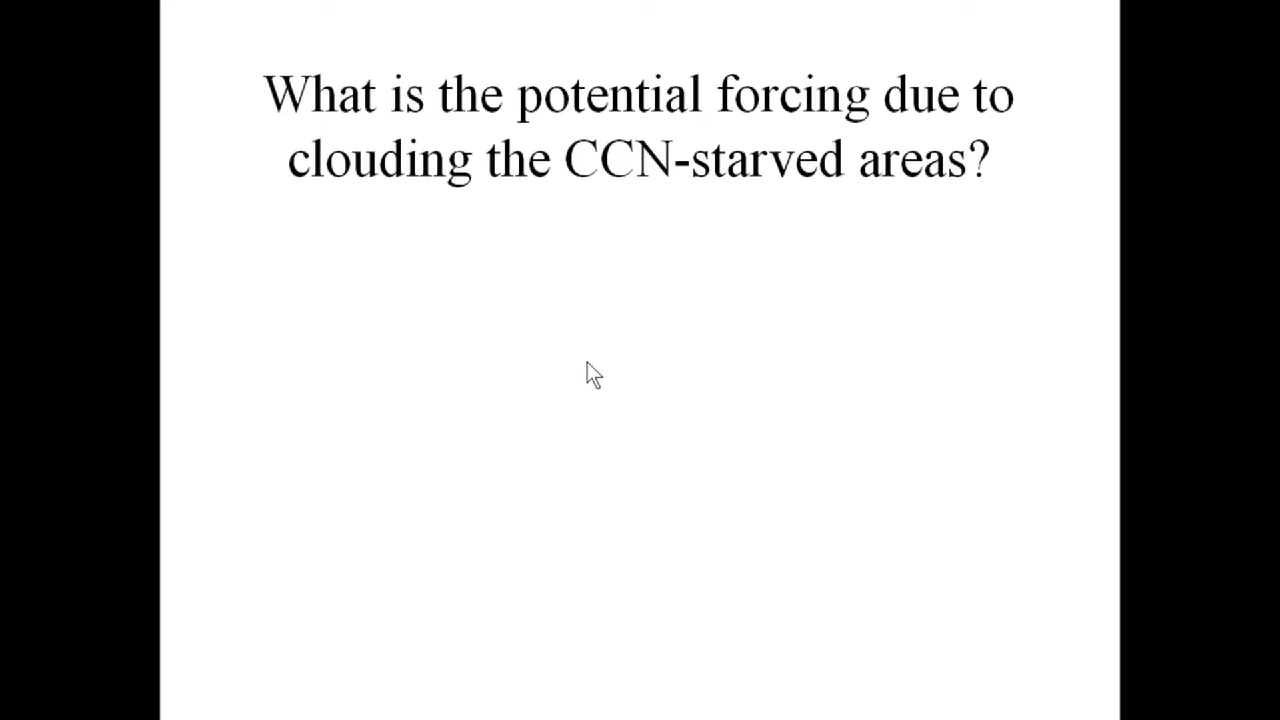 What is the potential forcing due to
clouding the CCN-starved areas?